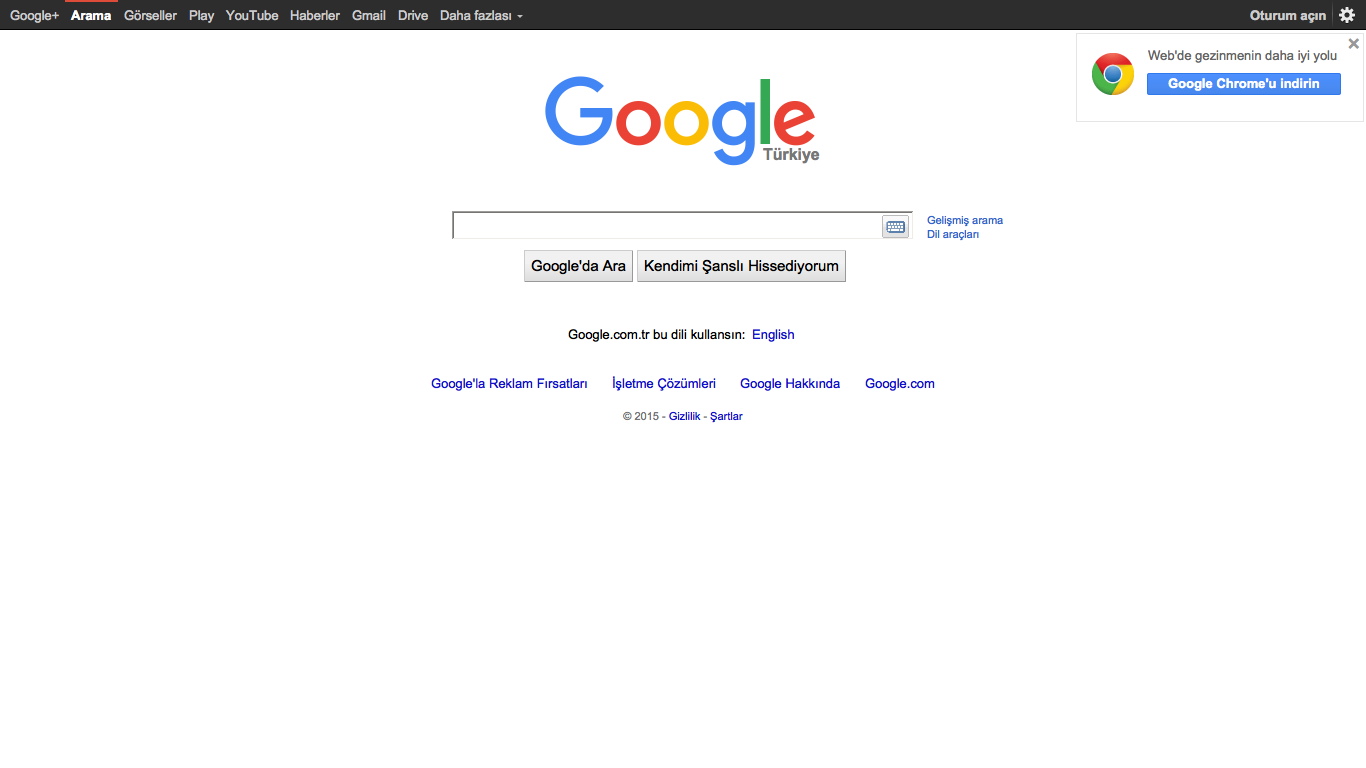 Google+ Arama Görseller Play YouTube Haberler Gmail Drive Daha fazlası Oturum açın
Web'de gezinmenin daha iyi yolu
Google Chrome'u indirin
Google
Türkiye
Gelişmiş arama
Dil araçları
Google'da Ara Kendimi Şanslı Hissediyorum
Google.com.tr bu dili kullansın: English
Google'la Reklam Fırsatları İşletme Çözümleri Google Hakkında Google.com
© 2015 - Gizlilik - Şartlar